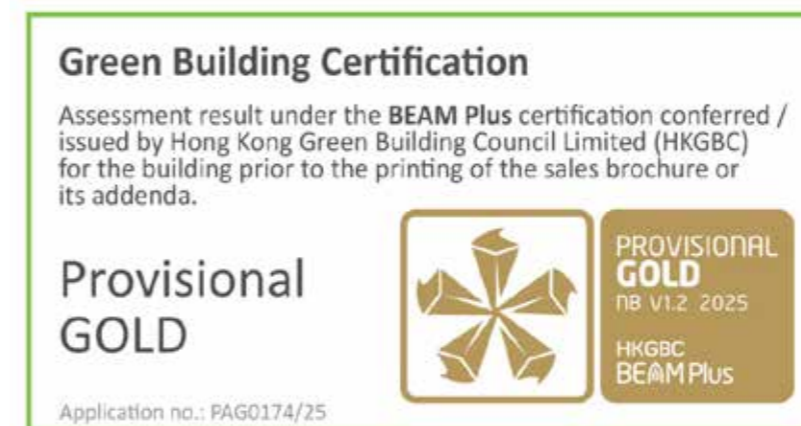 Green Building Certification
Assessment result under the BEAM Plus certification conferred /
issued by Hong Kong Green Building Council Limited (HKGBC)
for the building prior to the printing of the sales brochure or
its addenda.
Provisional
GOLD
PROVISIONAL
GOLD
NB V1.2 2025
HKGBC
BEAM Plus
Application no.: PAG0174/25